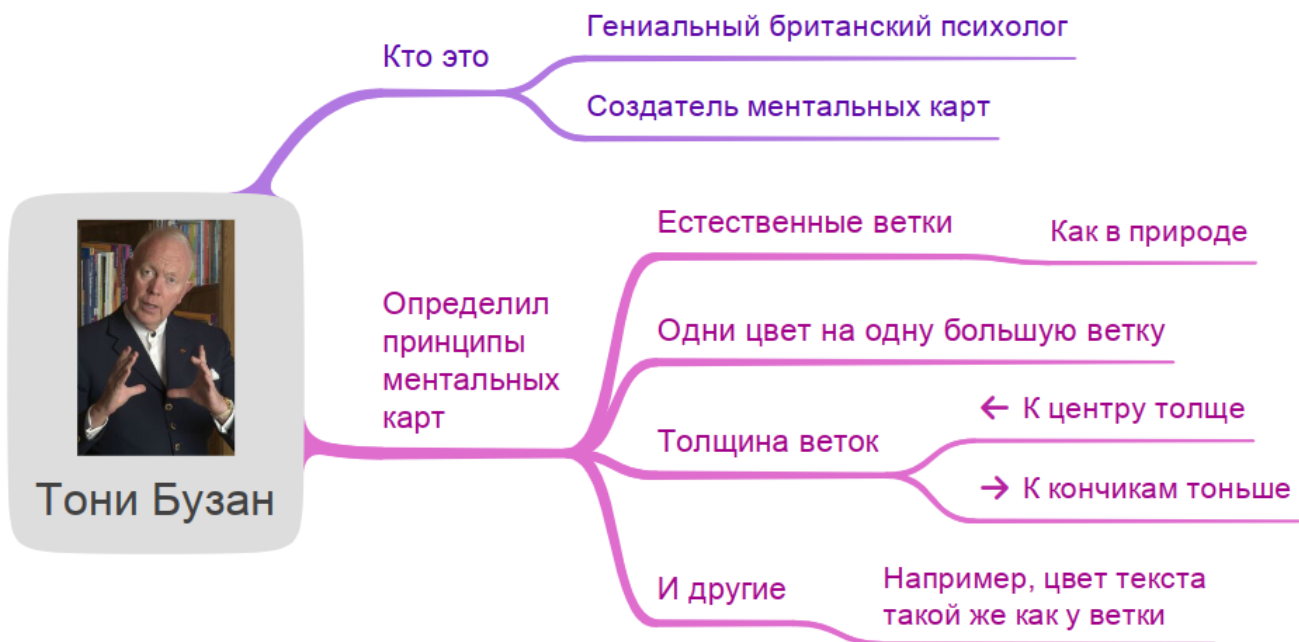 Тони Бузан
Кто это
Гениальный британский психолог
Создатель ментальных карт
Определил
принципы
ментальных
карт
Естественные ветки
Как в природе
Одни цвет на одну большую ветку
Толщина веток
← К центру толще
→ К кончикам тоньше
И другие
Например, цвет текста
такой же как у ветки